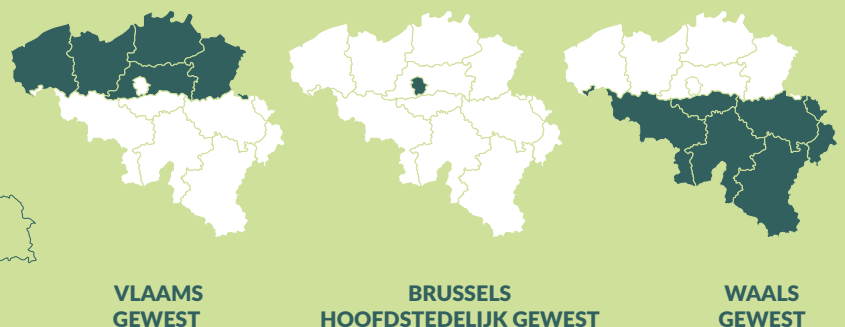 VLAAMS
GEWEST
BRUSSELS
HOOFDSTEDELIJK GEWEST
WAALS
GEWEST